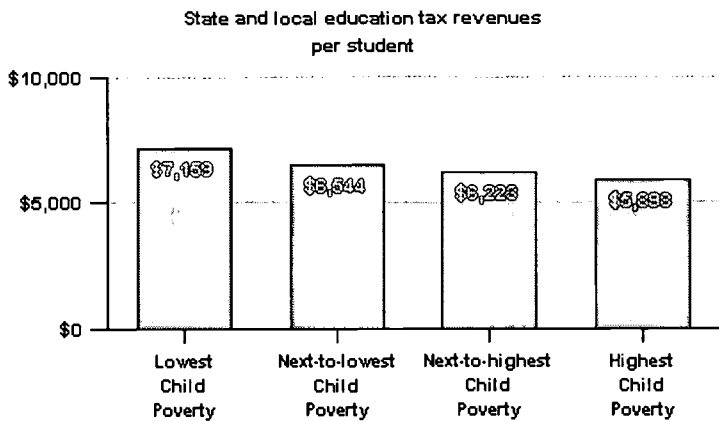 State and local education tax revenues
per student
$10,000
$7,159
$6,544
$6,223
$5,898
$5,000
$0
Lowest
Child
Poverty
Next-to-lowest
Child
Poverty
Next-to-highest
Child
Poverty
Highest
Child
Poverty